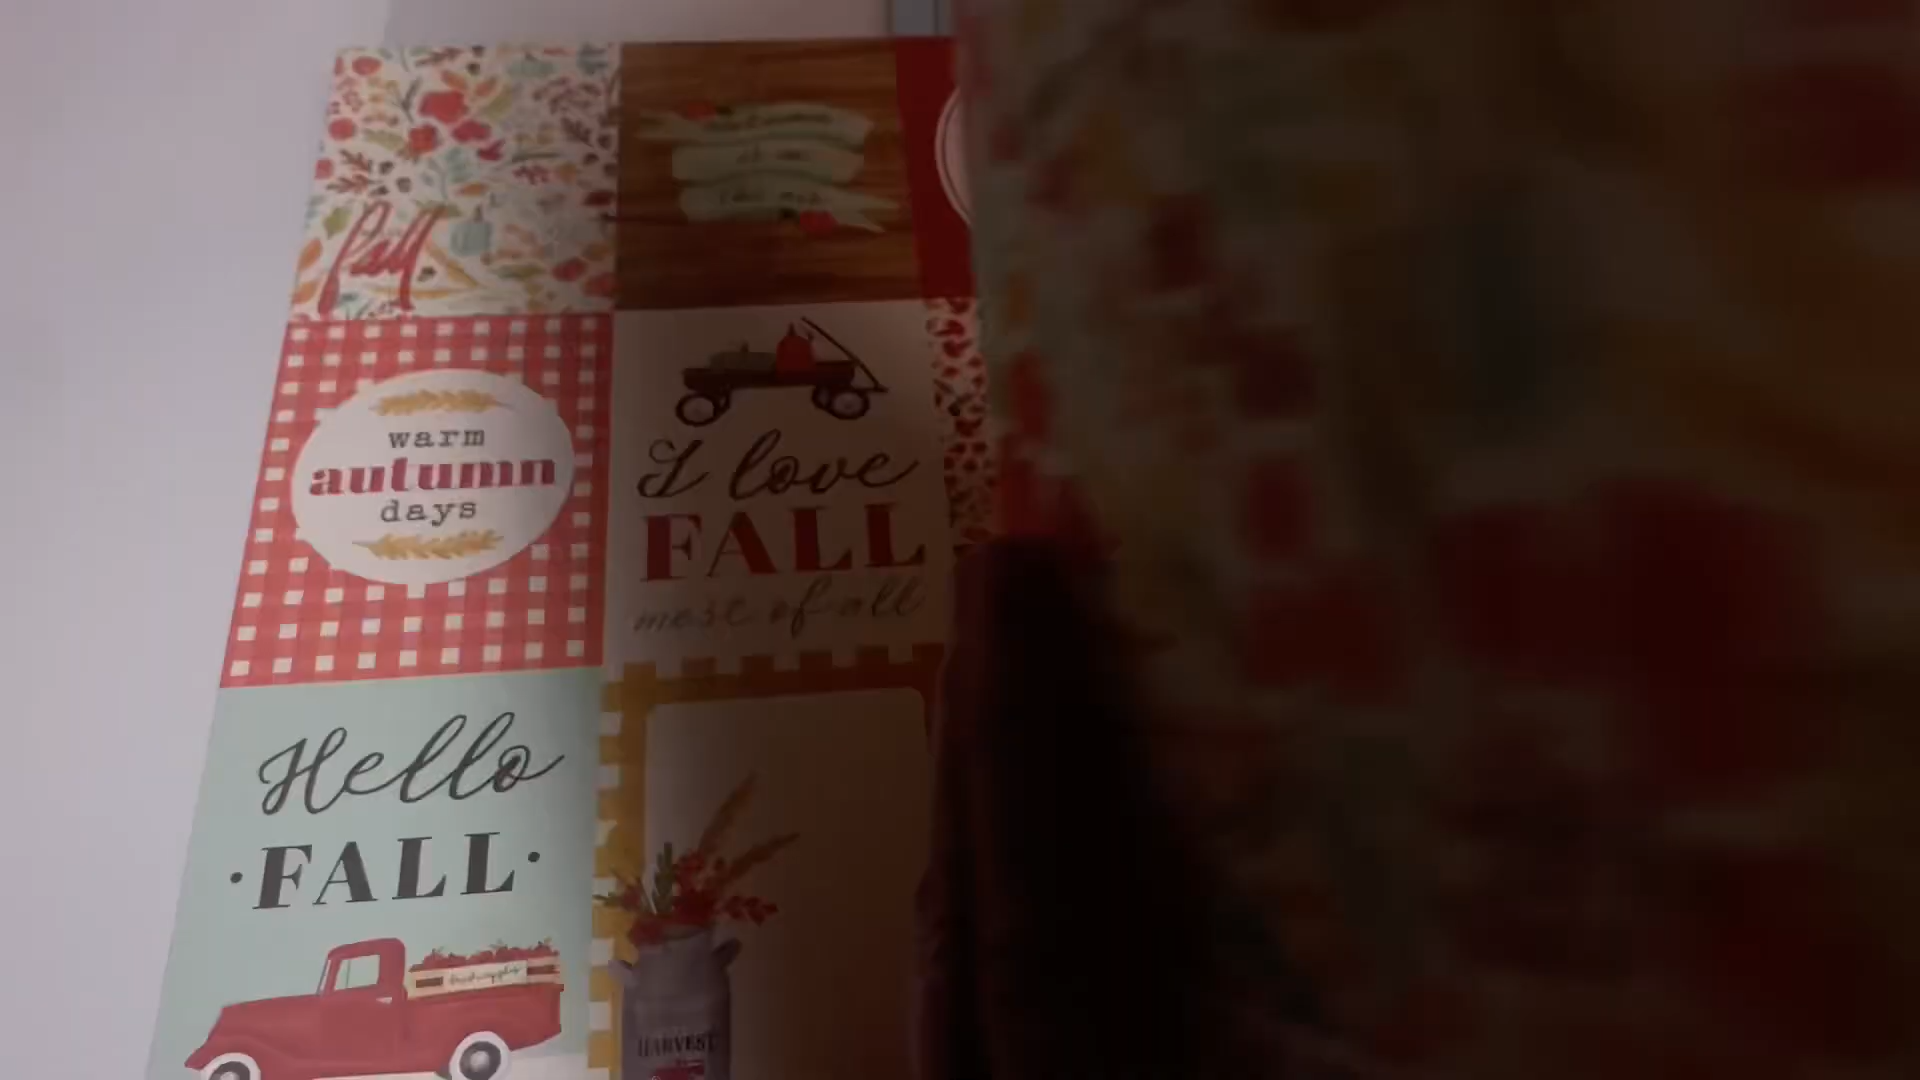 Fall
warm
autumn
days
I love
FALL
most of all
Hello
·FALL·
HARVEST